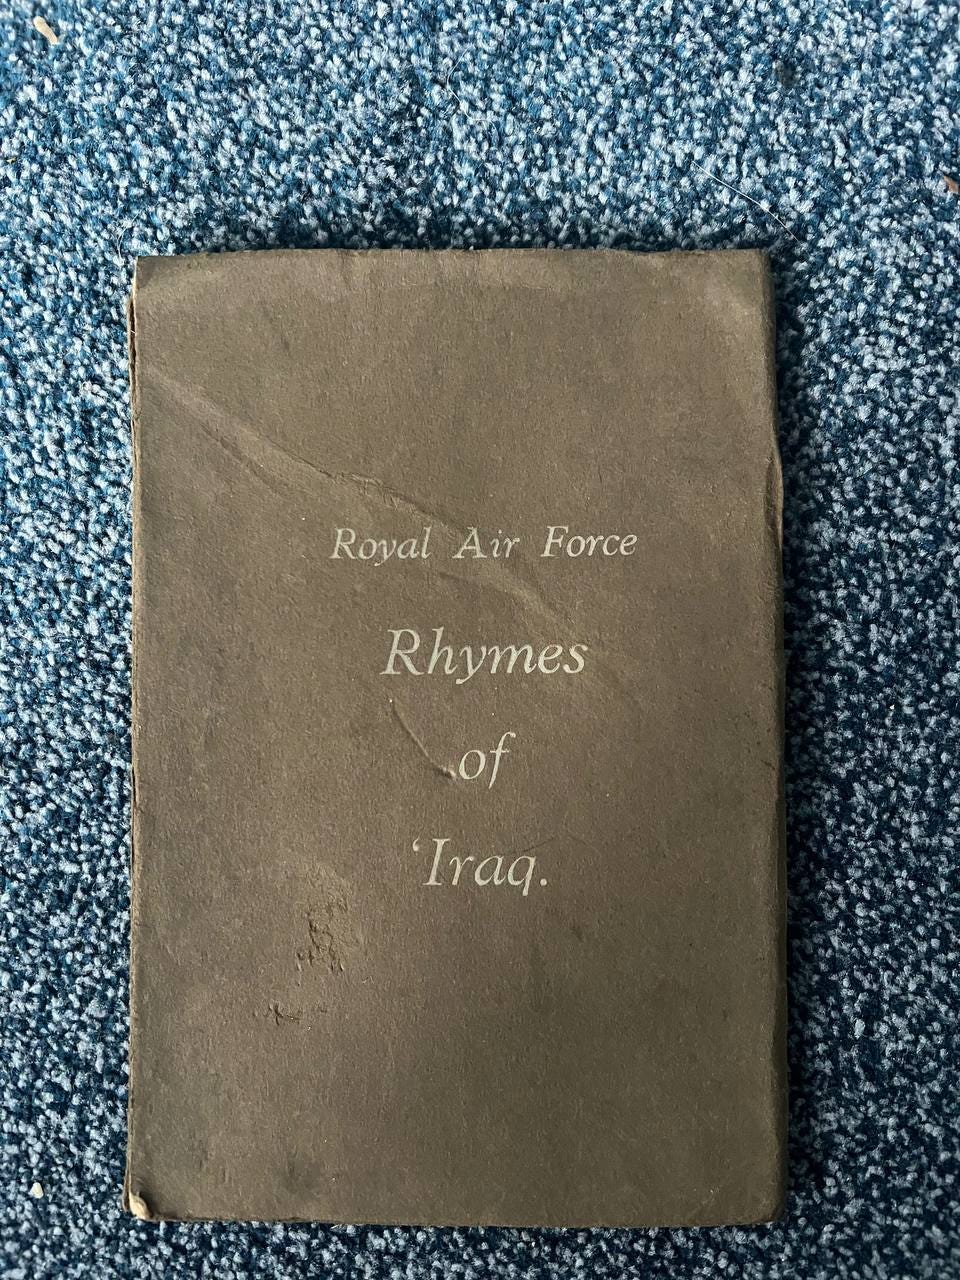 Royal Air Force
Rhymes
of
‘Iraq.